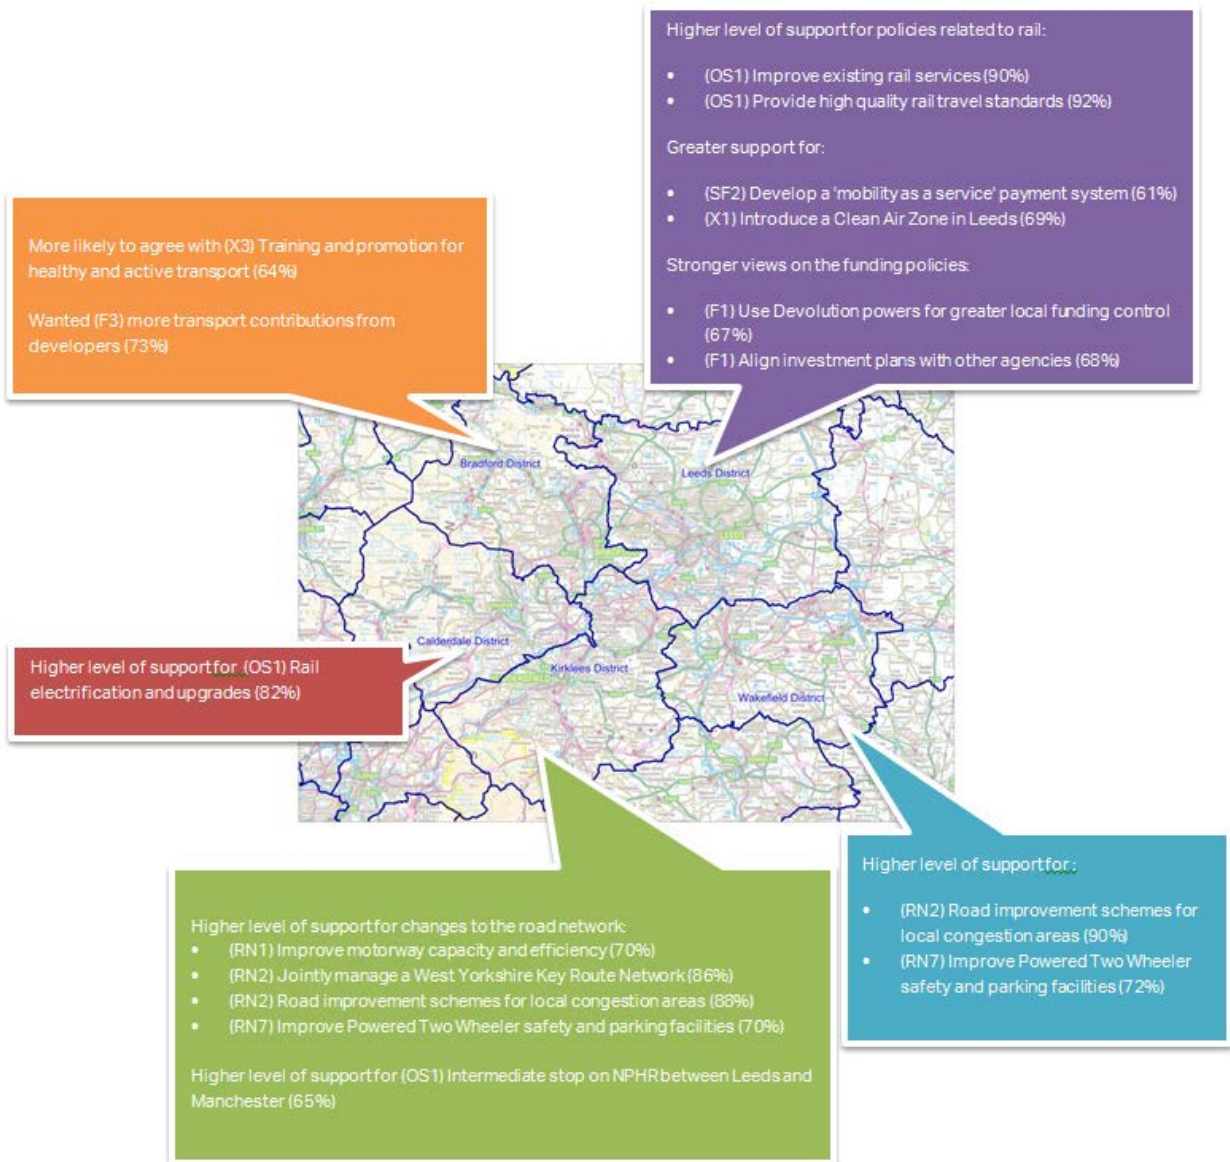 Higher level of support for policies related to rail:
• (OS1) Improve existing rail services (90%)
• (OS1) Provide high quality rail travel standards (92%)
Greater support for:
• (SF2) Develop a 'mobility as a service' payment system (61%)
• (X1) Introduce a Clean Air Zone in Leeds (69%)
Stronger views on the funding policies:
• (F1) Use Devolution powers for greater local funding control
(67%)
• (F1) Align investment plans with other agencies (68%)
More likely to agree with (X3) Training and promotion for
healthy and active transport (64%)
Wanted (F3) more transport contributions from
developers (73%)
Bradford District
Leeds District
Calderdale District
Kirklees District
Wakefield District
Higher level of support for (OS1) Rail
electrification and upgrades (82%)
Higher level of support for :
• (RN2) Road improvement schemes for
local congestion areas (90%)
• (RN7) Improve Powered Two Wheeler
safety and parking facilities (72%)
Higher level of support for changes to the road network:
• (RN1) Improve motorway capacity and efficiency (70%)
• (RN2) Jointly manage a West Yorkshire Key Route Network (86%)
• (RN2) Road improvement schemes for local congestion areas (88%)
• (RN7) Improve Powered Two Wheeler safety and parking facilities (70%)
Higher level of support for (OS1) Intermediate stop on NPHR between Leeds and
Manchester (65%)